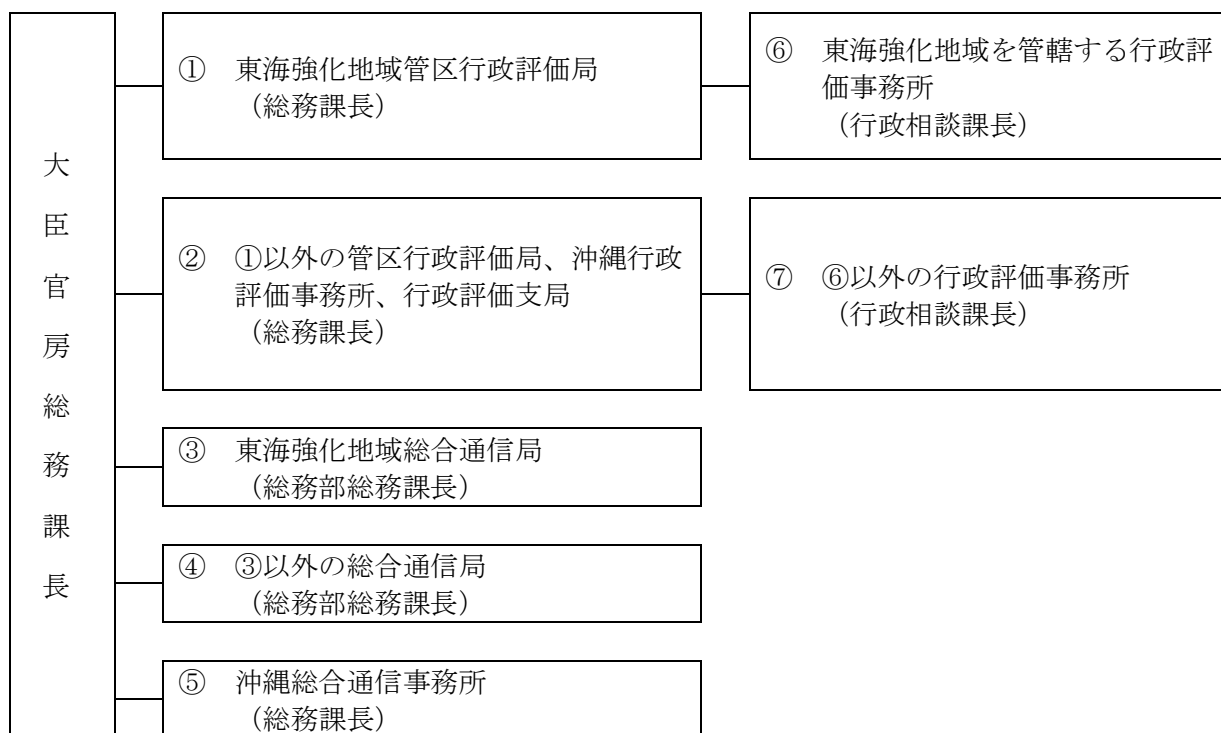 大臣官房総務課長
① 東海強化地域管区行政評価局
(総務課長)
⑥ 東海強化地域を管轄する行政評
価事務所
(行政相談課長)
② ①以外の管区行政評価局、沖縄行政
評価事務所、行政評価支局
(総務課長)
⑦ ⑥以外の行政評価事務所
(行政相談課長)
③ 東海強化地域総合通信局
(総務部総務課長)
④ ③以外の総合通信局
(総務部総務課長)
⑤ 沖縄総合通信事務所
(総務課長)